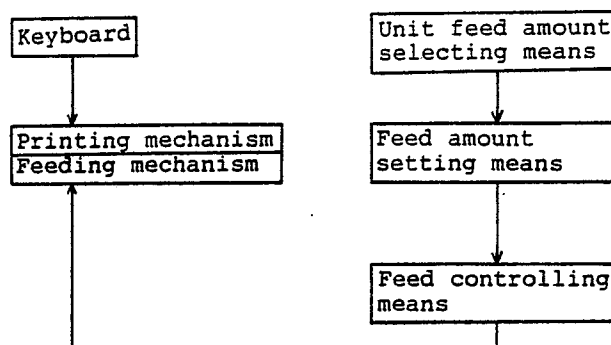 Keyboard
Printing mechanism
Feeding mechanism
Unit feed amount
selecting means
Feed amount
setting means
Feed controlling
means